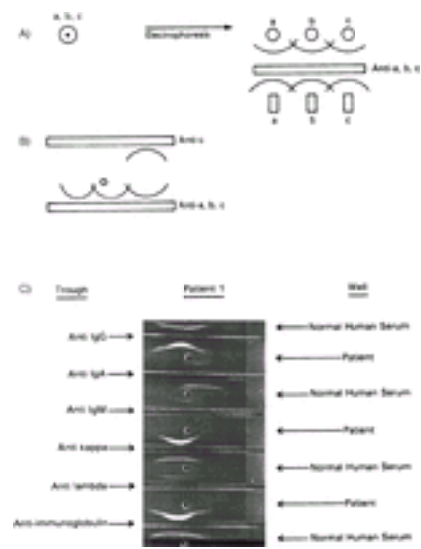 a, b, c
a b c
A)
Electrophoresis
Anti-a, b, c
a b c
B)
Anti-c
Anti-a, b, c
C)
Trough
Patient 1
Well
Normal Human Serum
Anti IgG
Patient
Anti IgA
Normal Human Serum
Anti IgM
Patient
Anti kappa
Normal Human Serum
Anti lambda
Patient
Anti-immunoglobulin
Normal Human Serum